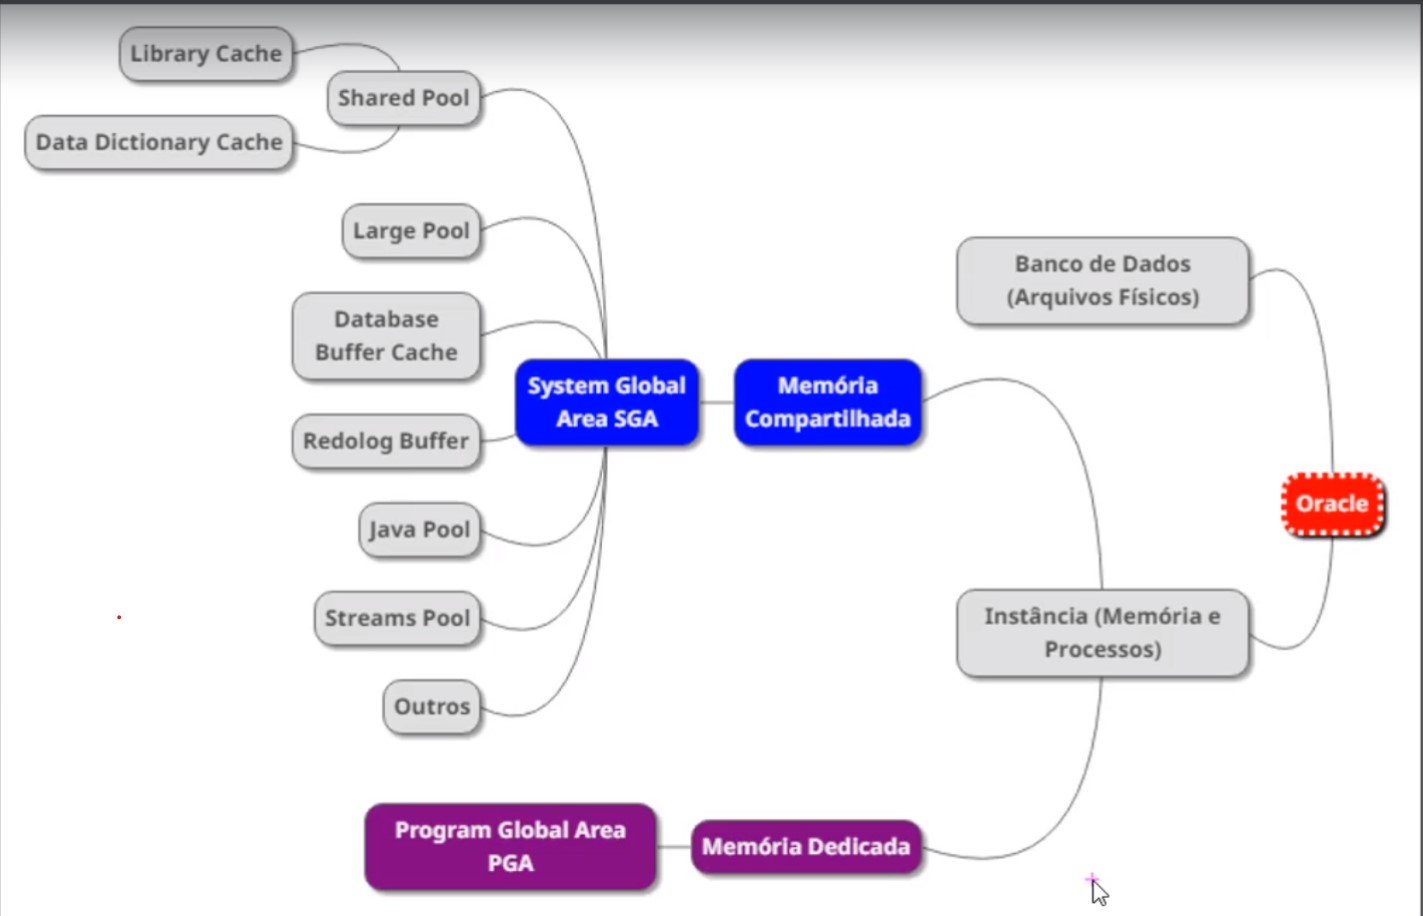 Library Cache
Shared Pool
Data Dictionary Cache
Large Pool
Banco de Dados
(Arquivos Físicos)
Database
Buffer Cache
System Global
Area SGA
Memória
Compartilhada
Redolog Buffer
Oracle
Java Pool
Streams Pool
Instância (Memória e
Processos)
Outros
Program Global Area
PGA
Memória Dedicada